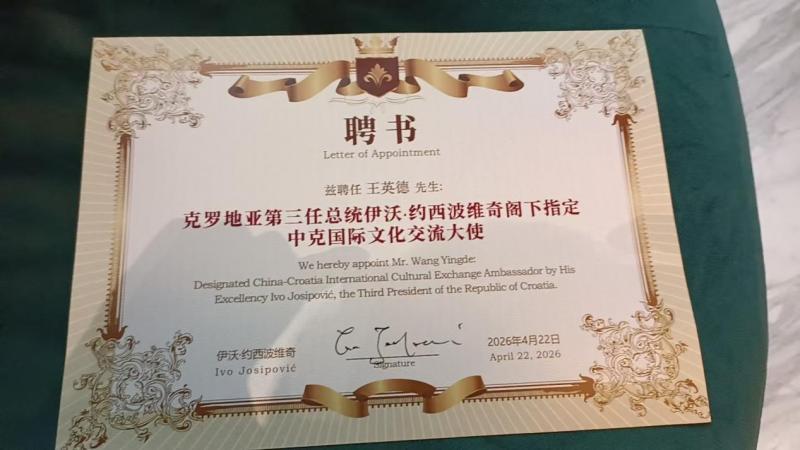 聘书
Letter of Appointment
兹聘任 王英德 先生:
克罗地亚第三任总统伊沃·约西波维奇阁下指定
中克国际文化交流大使
We hereby appoint Mr. Wang Yingde:
Designated China-Croatia International Cultural Exchange Ambassador by His
Excellency Ivo Josipović, the Third President of the Republic of Croatia.
伊沃·约西波维奇
Ivo Josipović
Signature
2026年4月22日
April 22, 2026